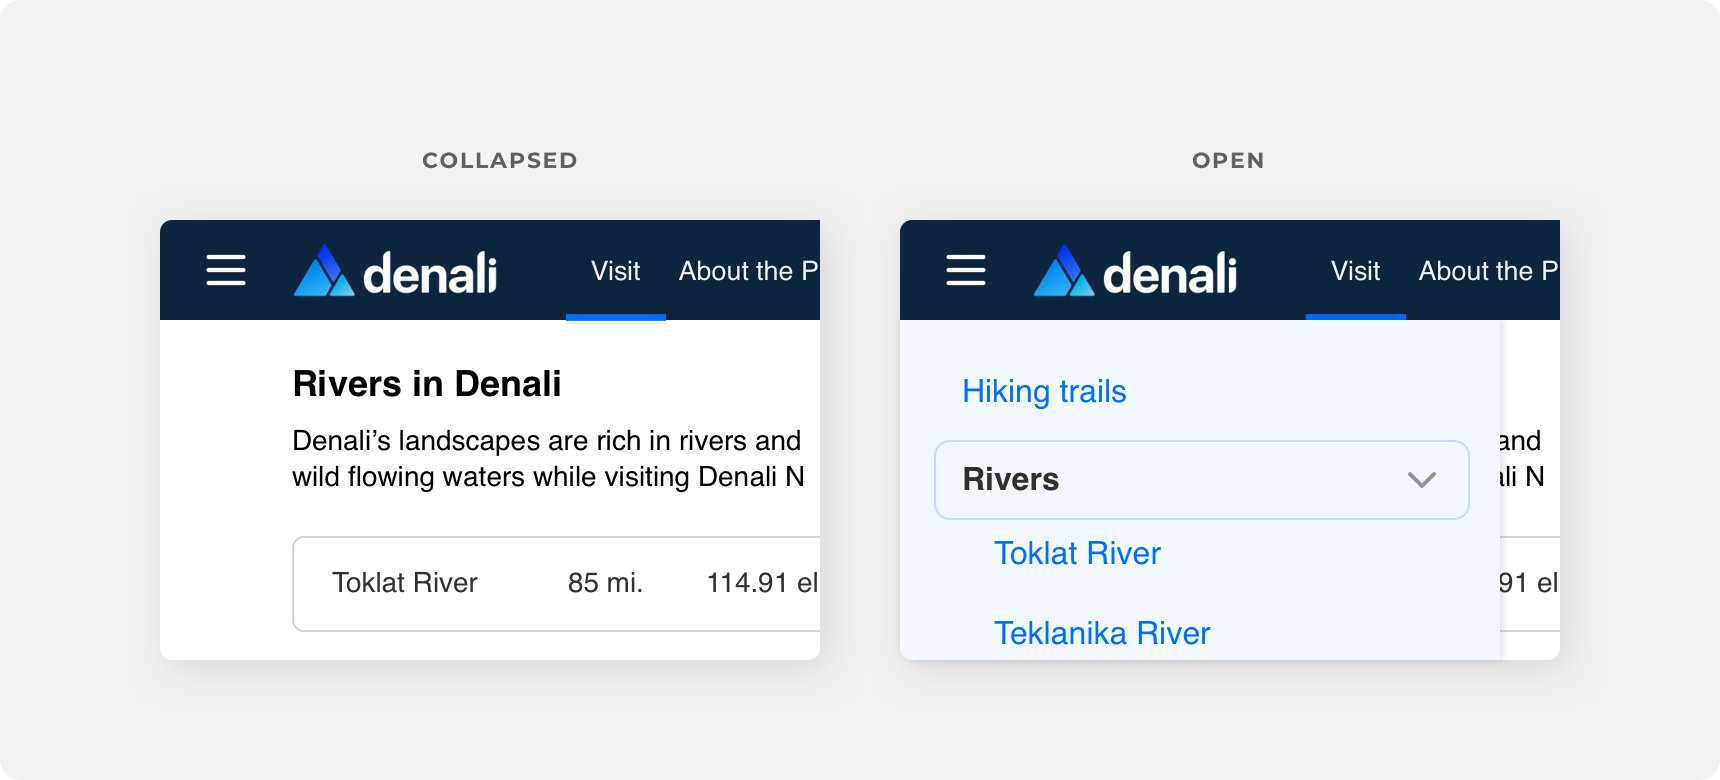 COLLAPSED
denali
Visit
About the P
Rivers in Denali
Denali’s landscapes are rich in rivers and
wild flowing waters while visiting Denali N
Toklat River
85 mi.
114.91 el
OPEN
denali
Visit
About the P
Hiking trails
Rivers
Toklat River
Teklanika River
and
ali N
91 el